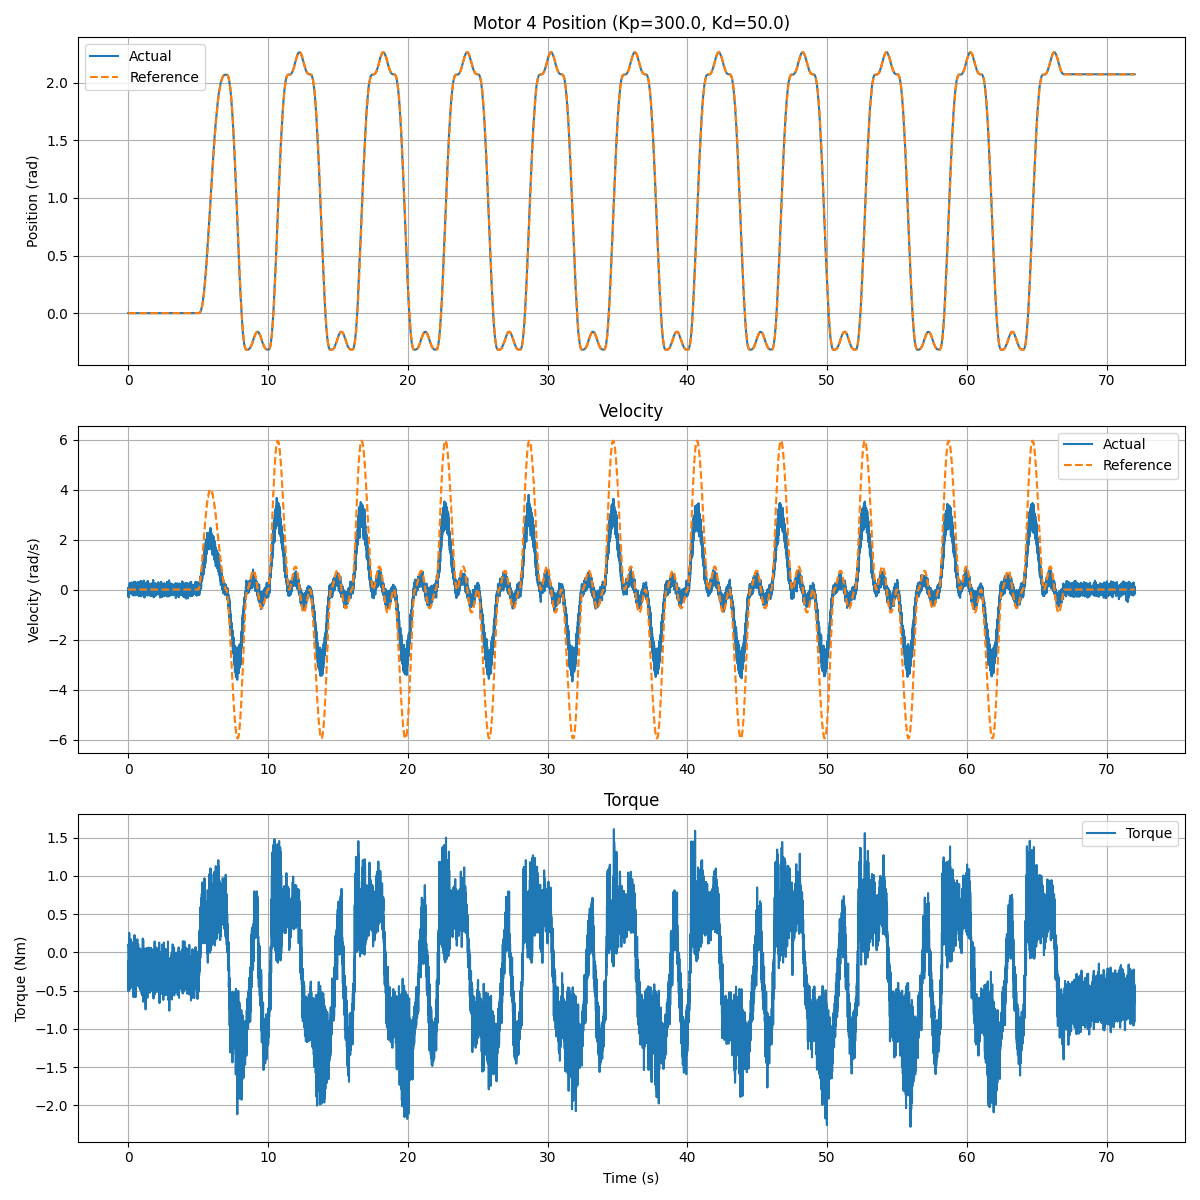 Motor 4 Position (Kp=300.0, Kd=50.0)
Actual
Reference
Position (rad)
2.0
1.5
1.0
0.5
0.0
0 10 20 30 40 50 60 70
Velocity
Actual
Reference
Velocity (rad/s)
6
4
2
0
−2
−4
−6
0 10 20 30 40 50 60 70
Torque
Torque
Torque (Nm)
1.5
1.0
0.5
0.0
−0.5
−1.0
−1.5
−2.0
0 10 20 30 40 50 60 70
Time (s)